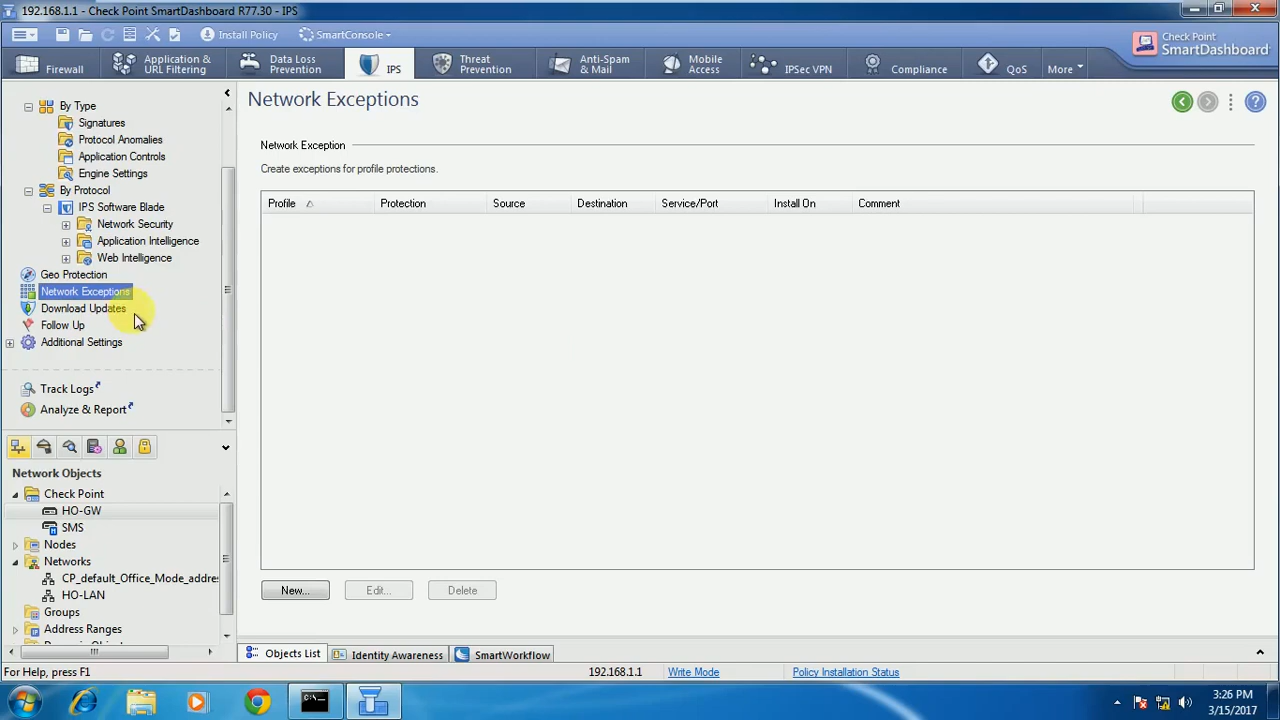 192.168.1.1 - Check Point SmartDashboard R77.30 - IPS
Install Policy
SmartConsole
Check Point
SmartDashboard
Firewall
Application &
URL Filtering
Data Loss
Prevention
IPS
Threat
Prevention
Anti-Spam
& Mail
Mobile
Access
IPSec VPN
Compliance
QoS
More
By Type
Signatures
Protocol Anomalies
Application Controls
Engine Settings
By Protocol
IPS Software Blade
Network Security
Application Intelligence
Web Intelligence
Geo Protection
Network Exceptions
Download Updates
Follow Up
Additional Settings
Track Logs
Analyze & Report
Network Objects
Check Point
HO-GW
SMS
Nodes
Networks
CP_default_Office_Mode_addre
HO-LAN
Groups
Address Ranges
Network Exceptions
Network Exception
Create exceptions for profile protections.
Profile Protection Source Destination Service/Port Install On Comment
New... Edit... Delete
Objects List Identity Awareness SmartWorkflow
For Help, press F1 192.168.1.1 Write Mode Policy Installation Status
3:26 PM
3/15/2017